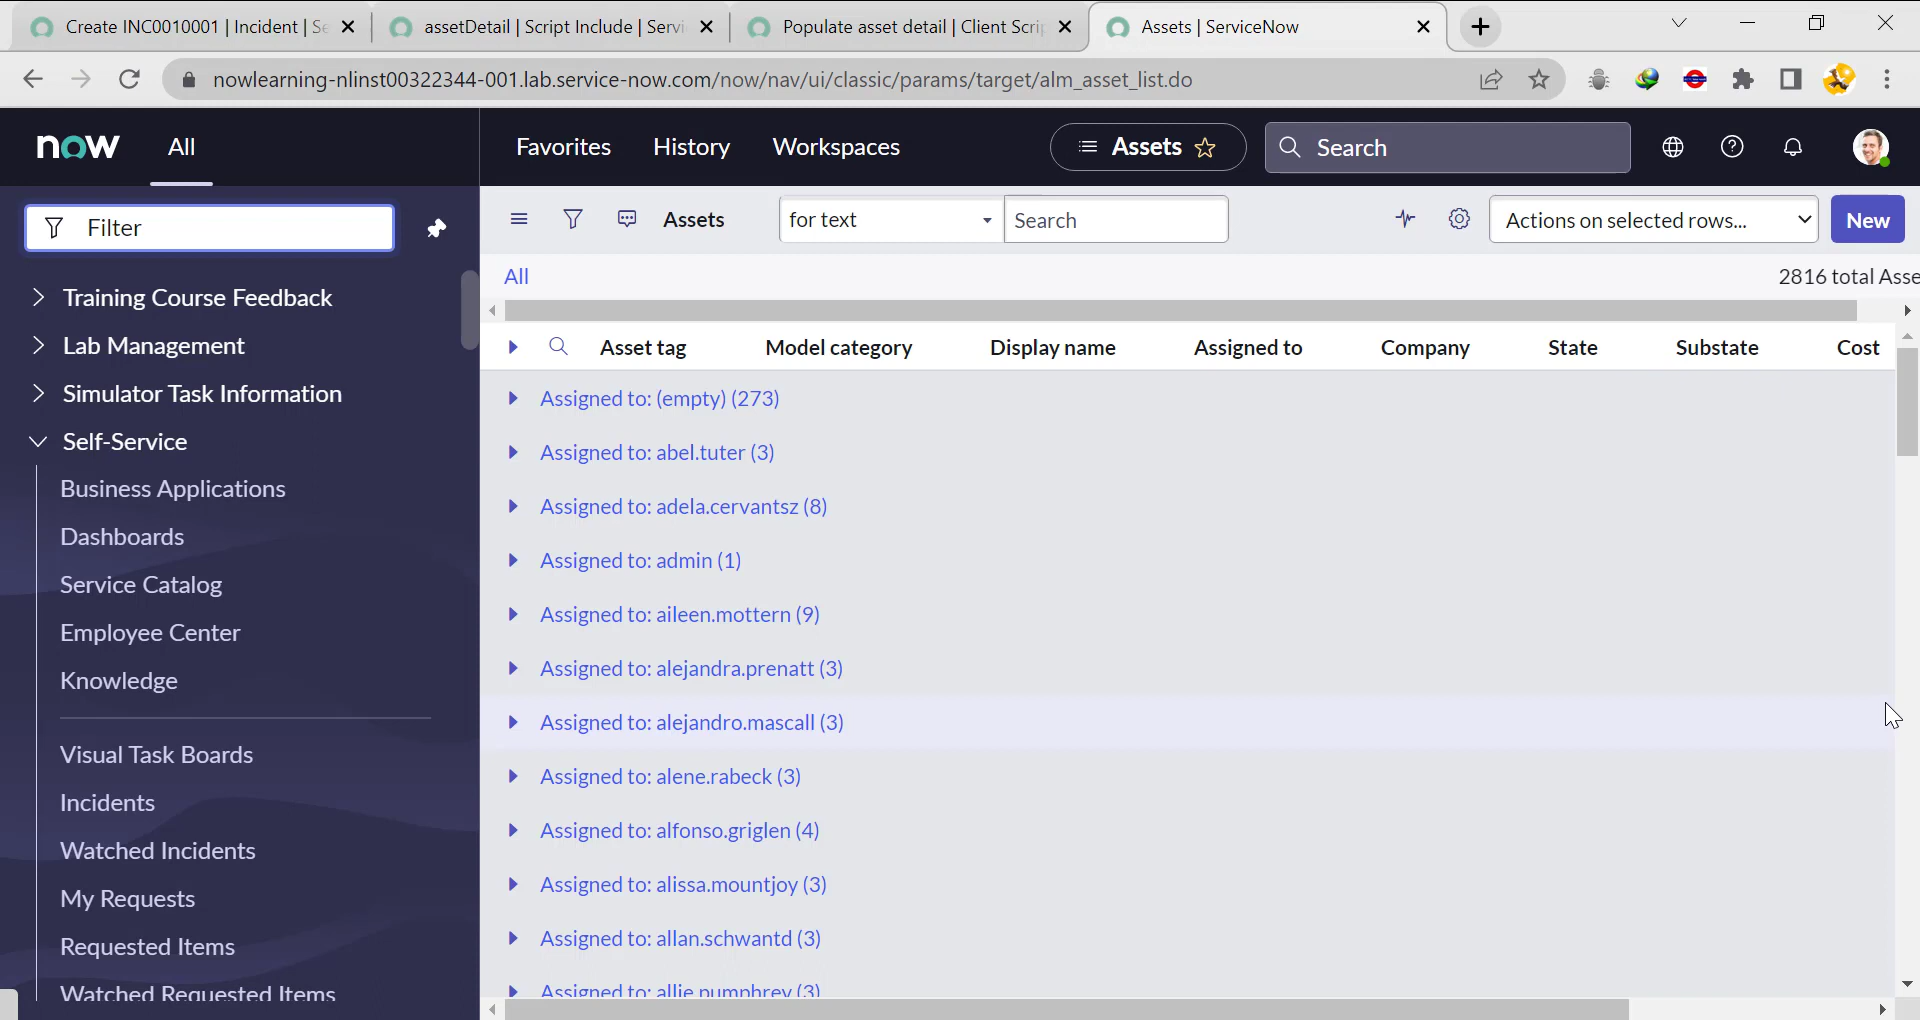 Create INC0010001 | Incident | Se
assetDetail | Script Include | Servi
Populate asset detail | Client Scri
Assets | ServiceNow
nowlearning-nlinst00322344-001.lab.service-now.com/now/nav/ui/classic/params/target/alm_asset_list.do
now
All
Favorites
History
Workspaces
Assets
Search
Filter
Training Course Feedback
Lab Management
Simulator Task Information
Self-Service
Business Applications
Dashboards
Service Catalog
Employee Center
Knowledge
Visual Task Boards
Incidents
Watched Incidents
My Requests
Requested Items
Watched Requested Items
Assets
for text
Search
Actions on selected rows...
New
All
2816 total Asse
Asset tag Model category Display name Assigned to Company State Substate Cost
Assigned to: (empty) (273)
Assigned to: abel.tuter (3)
Assigned to: adela.cervantsz (8)
Assigned to: admin (1)
Assigned to: aileen.mottern (9)
Assigned to: alejandra.prenatt (3)
Assigned to: alejandro.mascall (3)
Assigned to: alene.rabeck (3)
Assigned to: alfonso.griglen (4)
Assigned to: alissa.mountjoy (3)
Assigned to: allan.schwantd (3)
Assigned to: allie.pumphrey (3)